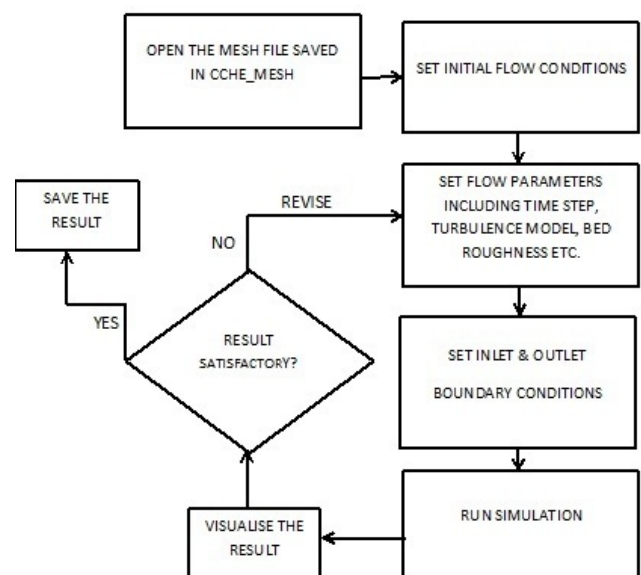 OPEN THE MESH FILE SAVED
IN CCHE_MESH
SET INITIAL FLOW CONDITIONS
SET FLOW PARAMETERS
INCLUDING TIME STEP,
TURBULENCE MODEL, BED
ROUGHNESS ETC.
SET INLET & OUTLET
BOUNDARY CONDITIONS
RUN SIMULATION
VISUALISE THE
RESULT
RESULT
SATISFACTORY?
NO
REVISE
YES
SAVE THE
RESULT